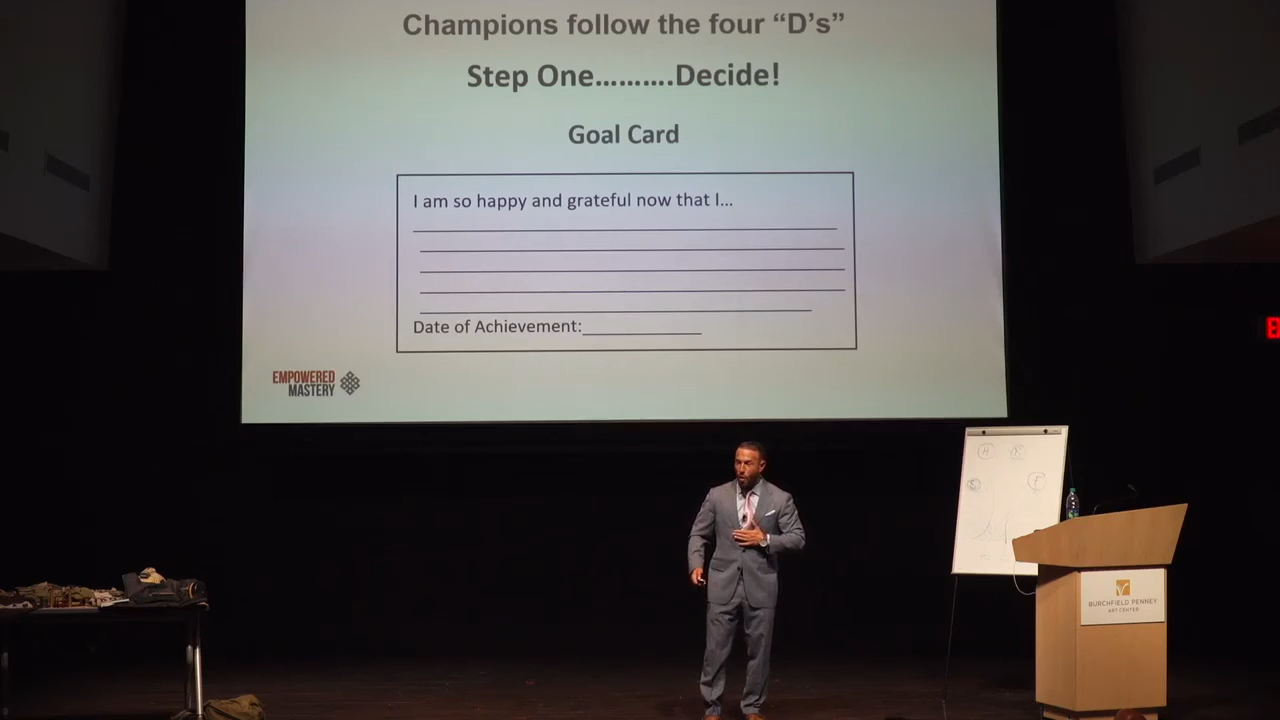 Champions follow the four “D’s”
Step One..........Decide!
Goal Card
I am so happy and grateful now that I...
Date of Achievement:____________
EMPOWERED
MASTERY
BURCHFIELD PENNEY
ART CENTER